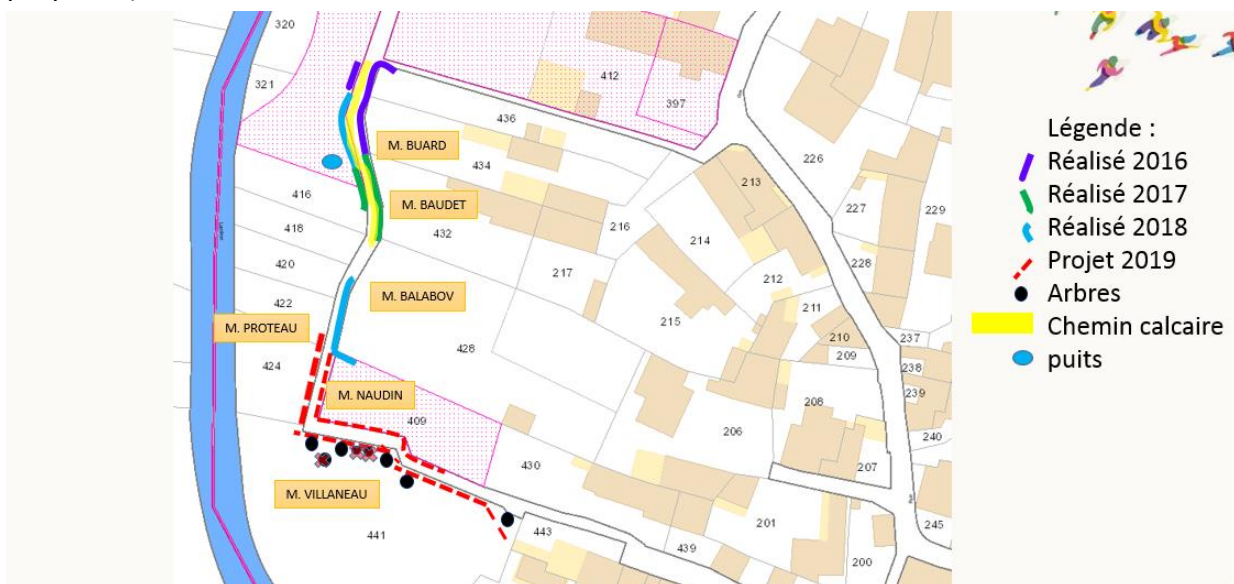 320
321
412
397
436
M. BUARD
434
226
213
416
M. BAUDET
227
229
418
432
216
214
228
420
217
212
M. BALABOV
211
422
215
M. PROTEAU
210
237
428
209
424
238
M. NAUDIN
239
409
208
206
240
430
207
M. VILLANEAU
201
245
441
443
439
200
Légende :
Réalisé 2016
Réalisé 2017
Réalisé 2018
Projet 2019
Arbres
Chemin calcaire
puits